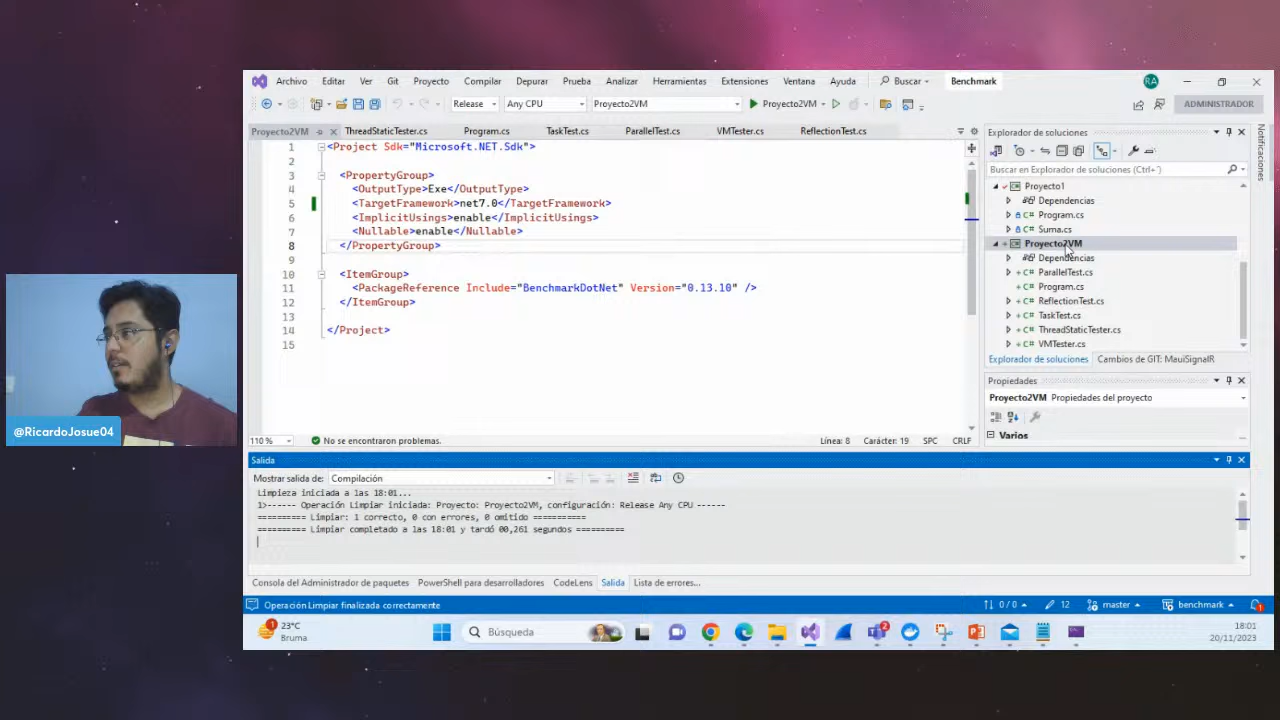 Archivo Editar Ver Git Proyecto Compilar Depurar Prueba Analizar Herramientas Extensiones Ventana Ayuda Buscar Benchmark RA
Release Any CPU Proyecto2VM Proyecto2VM ADMINISTRADOR
Proyecto2VM ThreadStaticTester.cs Program.cs TaskTest.cs ParallelTest.cs VMTester.cs ReflectionTest.cs
1 <Project Sdk="Microsoft.NET.Sdk">
2
3 <PropertyGroup>
4 <OutputType>Exe</OutputType>
5 <TargetFramework>net7.0</TargetFramework>
6 <ImplicitUsings>enable</ImplicitUsings>
7 <Nullable>enable</Nullable>
8 </PropertyGroup>
9
10 <ItemGroup>
11 <PackageReference Include="BenchmarkDotNet" Version="0.13.10" />
12 </ItemGroup>
13
14 </Project>
15
110 % No se encontraron problemas. Línea: 8 Carácter: 19 SPC CRLF
Explorador de soluciones
Buscar en Explorador de soluciones (Ctrl+´)
Proyecto1
Dependencias
C# Program.cs
C# Suma.cs
Proyecto2VM
Dependencias
C# ParallelTest.cs
C# Program.cs
C# ReflectionTest.cs
C# TaskTest.cs
C# ThreadStaticTester.cs
C# VMTester.cs
Explorador de soluciones Cambios de GIT: MauiSignalR
Propiedades
Proyecto2VM Propiedades del proyecto
Varios
Notificaciones
@RicardoJosue04
Salida
Mostrar salida de: Compilación
Limpieza iniciada a las 18:01...
1>------ Operación Limpiar iniciada: Proyecto: Proyecto2VM, configuración: Release Any CPU ------
========== Limpiar: 1 correcto, 0 con errores, 0 omitido ==========
========== Limpiar completado a las 18:01 y tardó 00,261 segundos ==========
Consola del Administrador de paquetes PowerShell para desarrolladores CodeLens Salida Lista de errores...
Operación Limpiar finalizada correctamente 0 / 0 12 master benchmark 1
1 23°C
Bruma
Búsqueda
2
18:01
20/11/2023